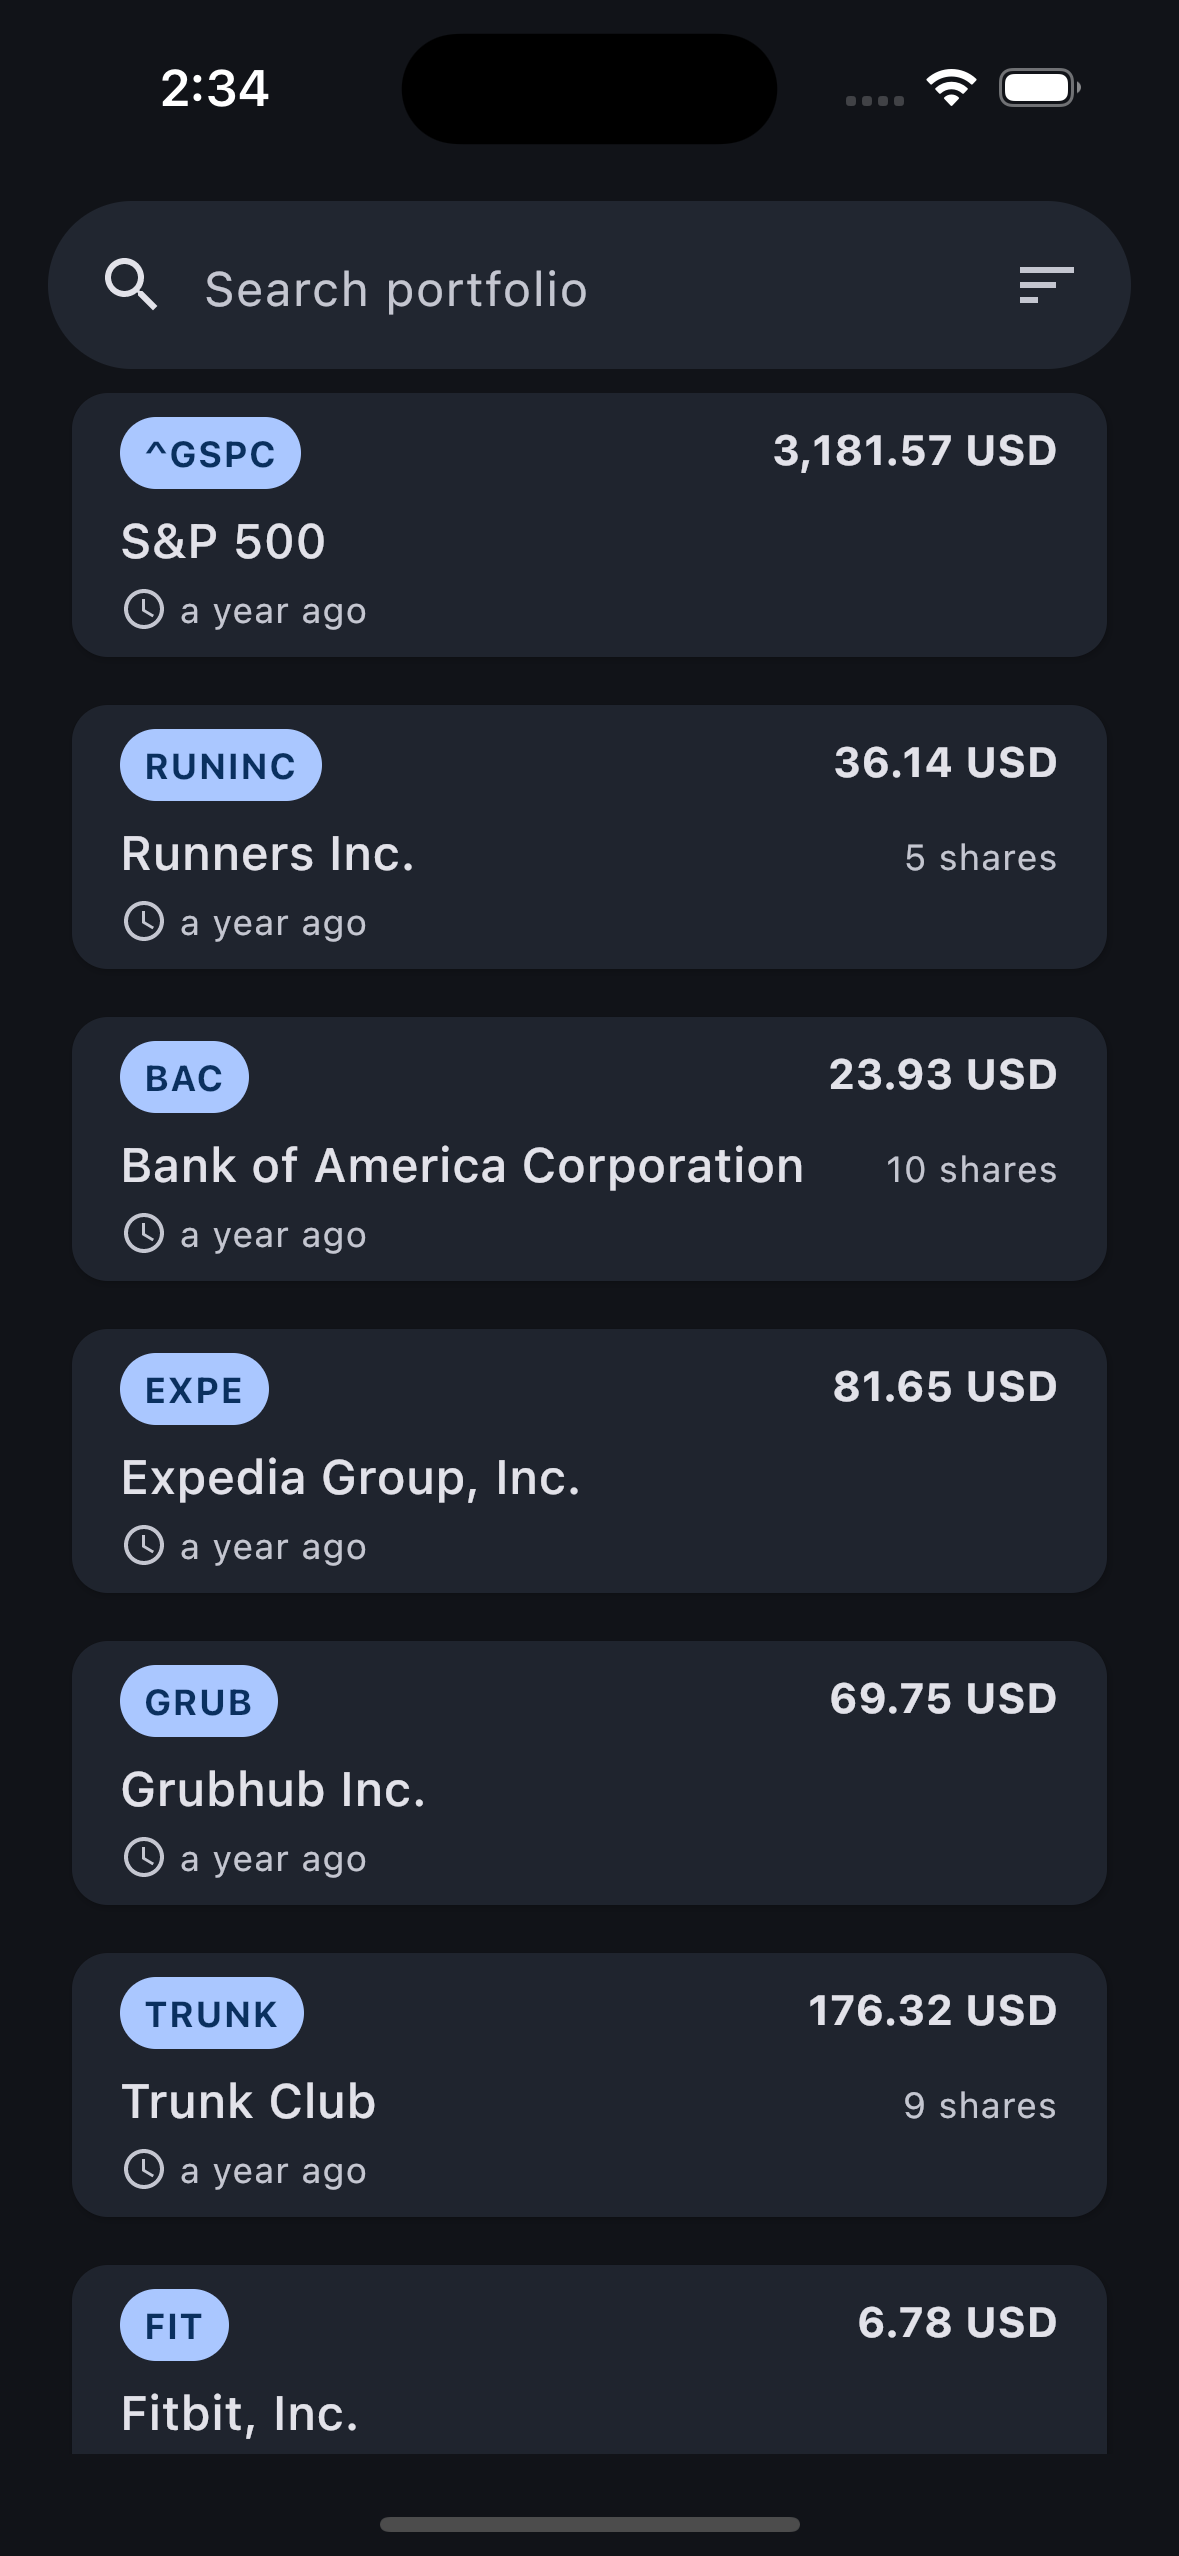 2:34
Search portfolio
^GSPC
3,181.57 USD
S&P 500
a year ago
RUNINC
36.14 USD
Runners Inc.
5 shares
a year ago
BAC
23.93 USD
Bank of America Corporation
10 shares
a year ago
EXPE
81.65 USD
Expedia Group, Inc.
a year ago
GRUB
69.75 USD
Grubhub Inc.
a year ago
TRUNK
176.32 USD
Trunk Club
9 shares
a year ago
FIT
6.78 USD
Fitbit, Inc.